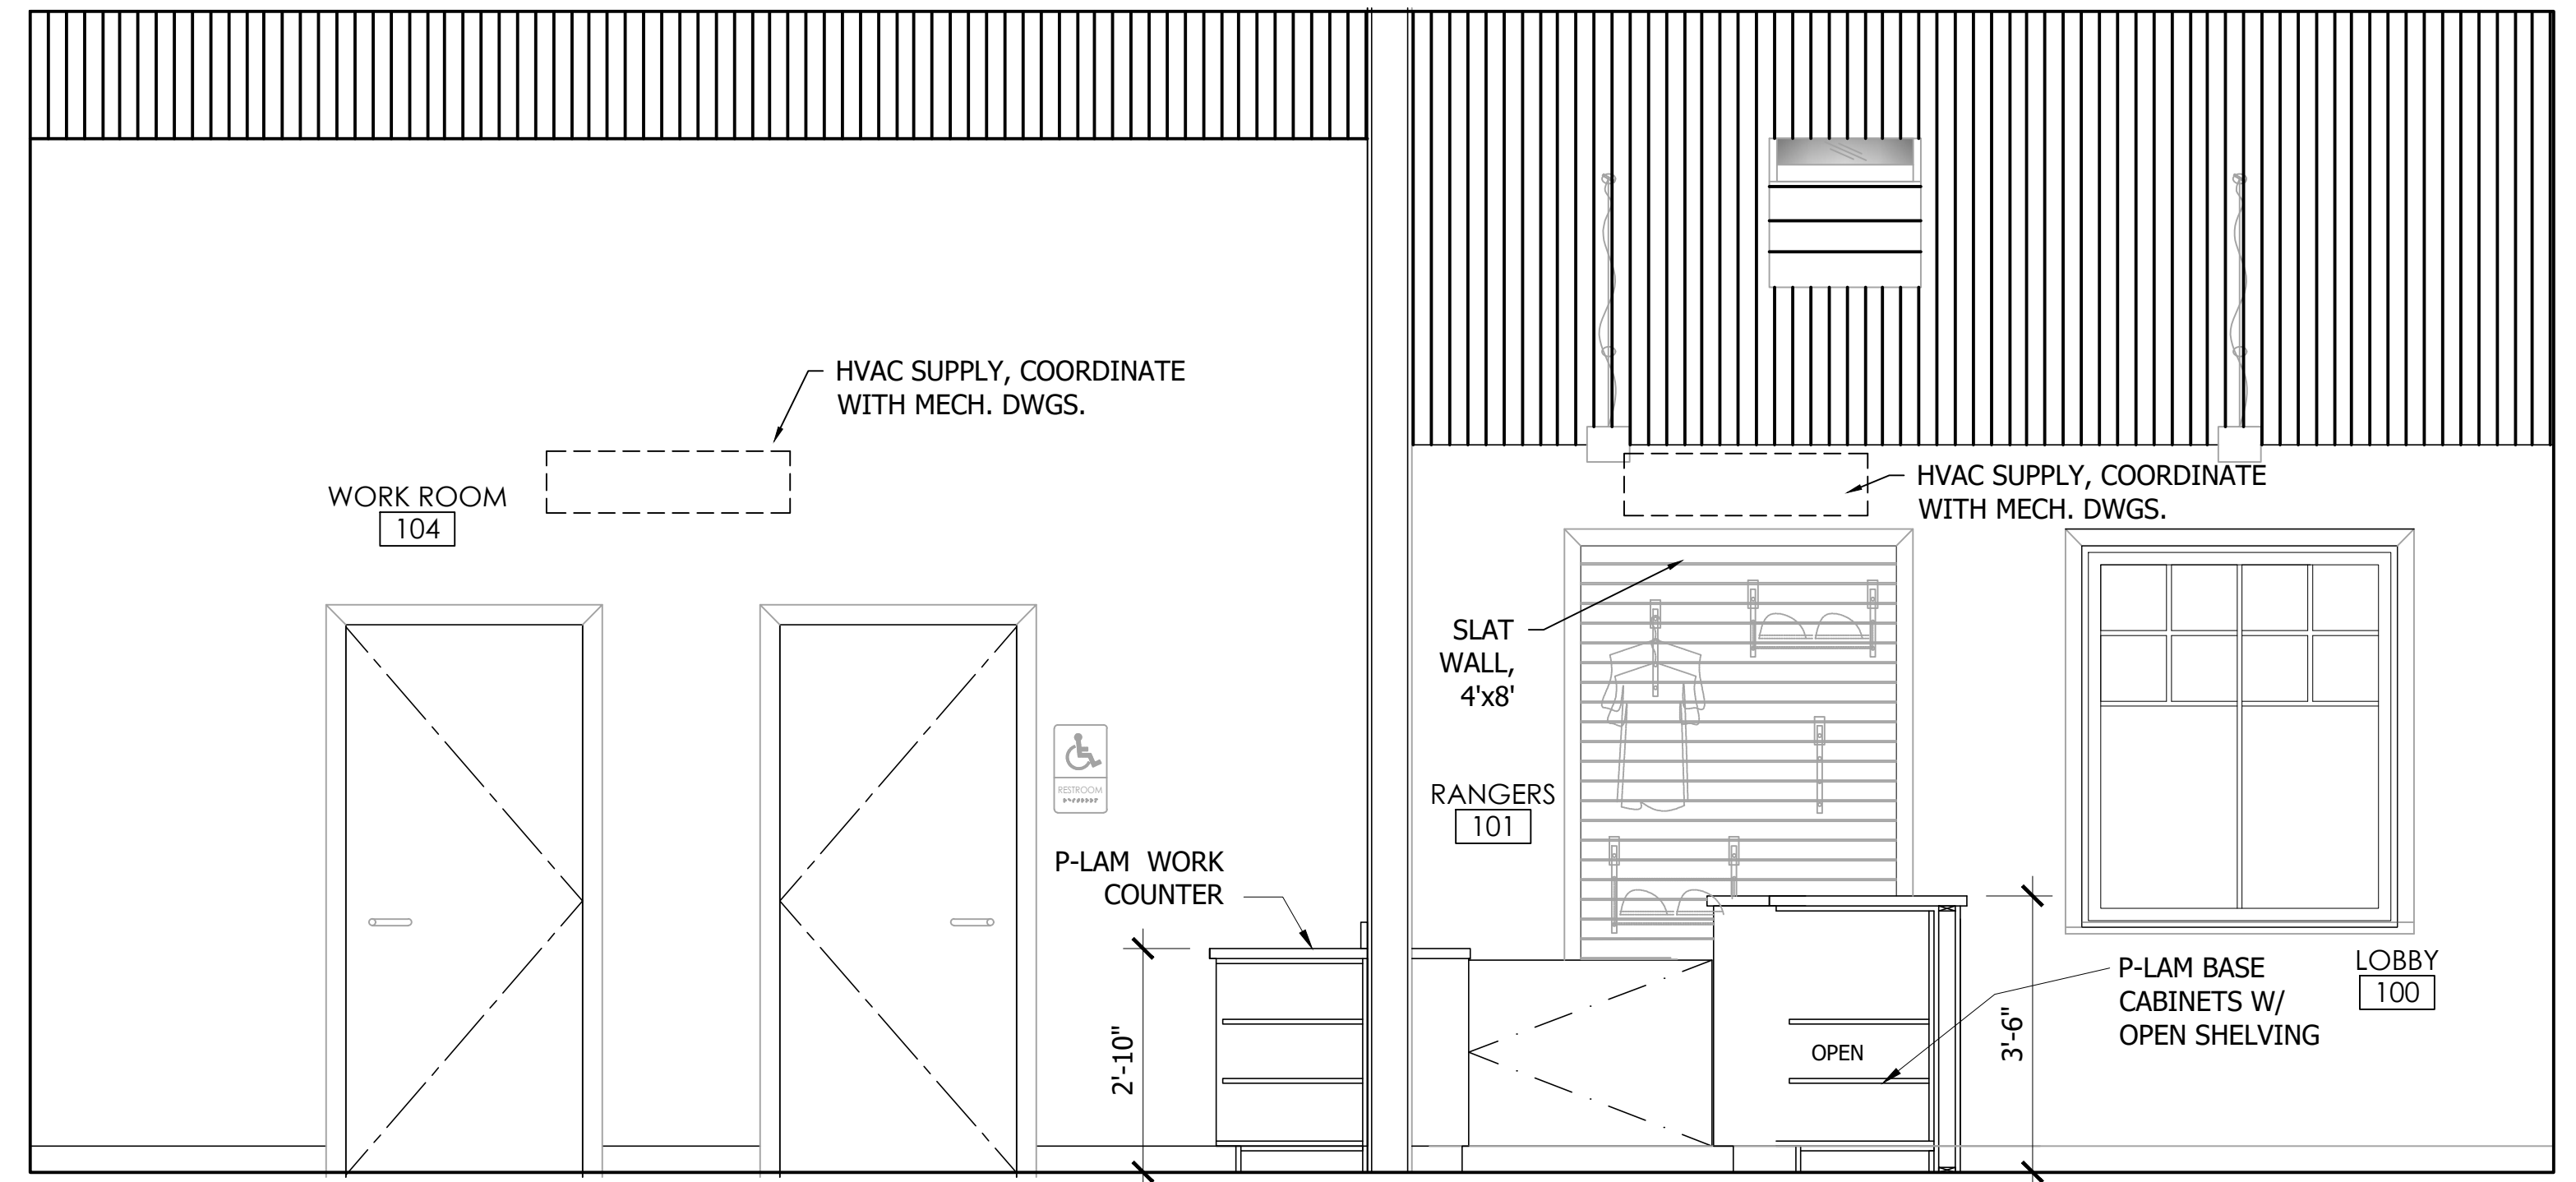 HVAC SUPPLY, COORDINATE
WITH MECH. DWGS.
WORK ROOM
104
HVAC SUPPLY, COORDINATE
WITH MECH. DWGS.
SLAT
WALL,
4'x8'
RESTROOM
RANGERS
101
P-LAM WORK
COUNTER
2'-10"
OPEN
3'-6"
P-LAM BASE
CABINETS W/
OPEN SHELVING
LOBBY
100